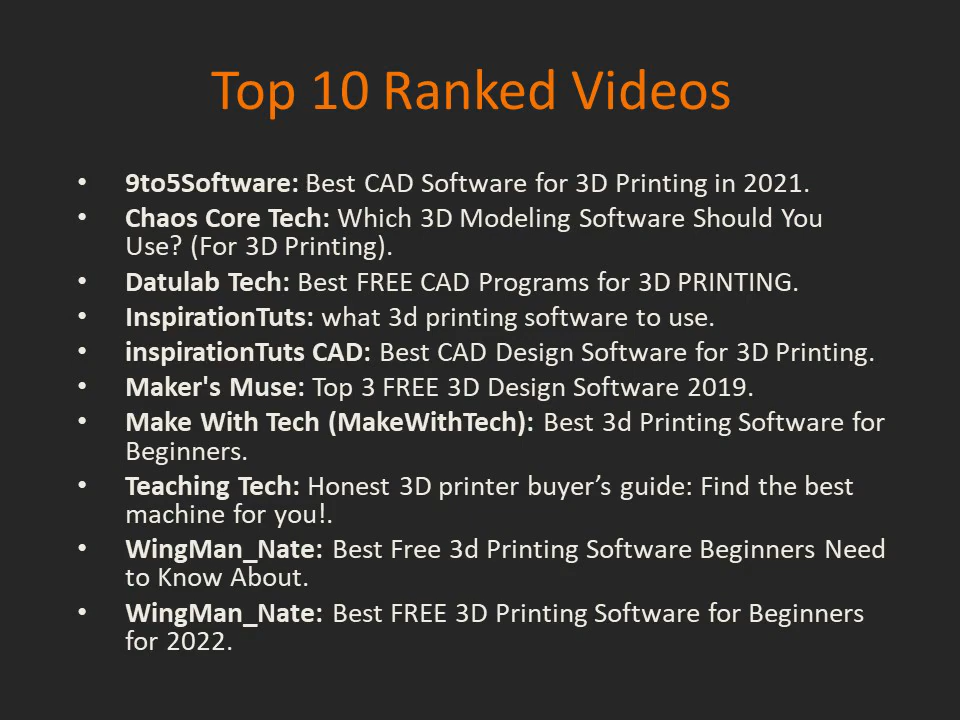 Top 10 Ranked Videos
• 9to5Software: Best CAD Software for 3D Printing in 2021.
• Chaos Core Tech: Which 3D Modeling Software Should You
Use? (For 3D Printing).
• Datulab Tech: Best FREE CAD Programs for 3D PRINTING.
• InspirationTuts: what 3d printing software to use.
• inspirationTuts CAD: Best CAD Design Software for 3D Printing.
• Maker's Muse: Top 3 FREE 3D Design Software 2019.
• Make With Tech (MakeWithTech): Best 3d Printing Software for
Beginners.
• Teaching Tech: Honest 3D printer buyer’s guide: Find the best
machine for you!.
• WingMan_Nate: Best Free 3d Printing Software Beginners Need
to Know About.
• WingMan_Nate: Best FREE 3D Printing Software for Beginners
for 2022.